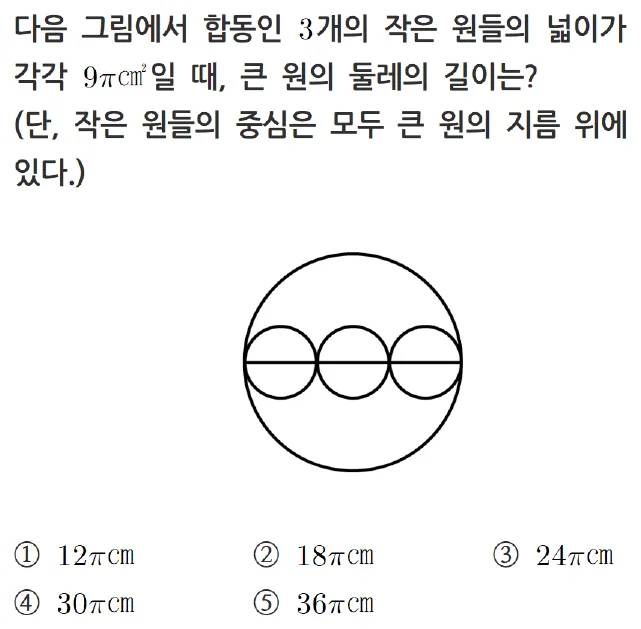 다음 그림에서 합동인 3개의 작은 원들의 넓이가
각각 9π㎠일 때, 큰 원의 둘레의 길이는?
(단, 작은 원들의 중심은 모두 큰 원의 지름 위에
있다.)
① 12π㎝ ② 18π㎝ ③ 24π㎝
④ 30π㎝ ⑤ 36π㎝